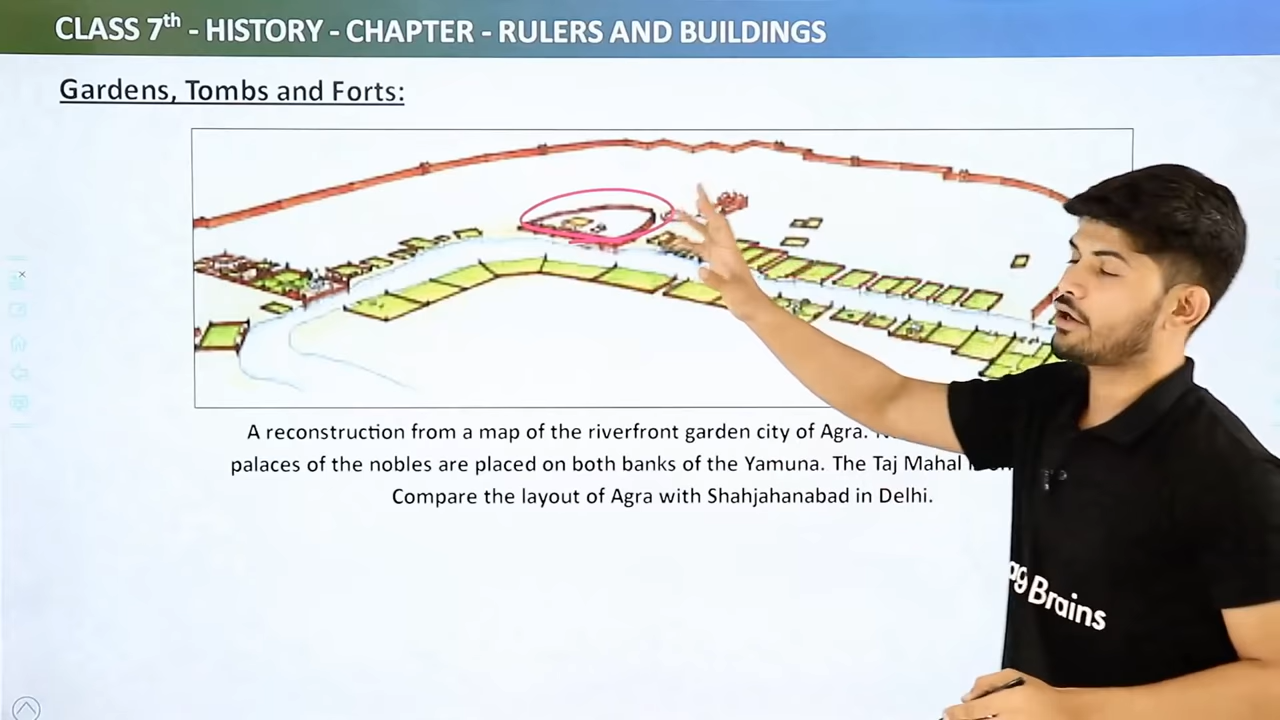 CLASS 7th - HISTORY - CHAPTER - RULERS AND BUILDINGS
Gardens, Tombs and Forts:
A reconstruction from a map of the riverfront garden city of Agra.
palaces of the nobles are placed on both banks of the Yamuna. The Taj Mahal
Compare the layout of Agra with Shahjahanabad in Delhi.
Brains